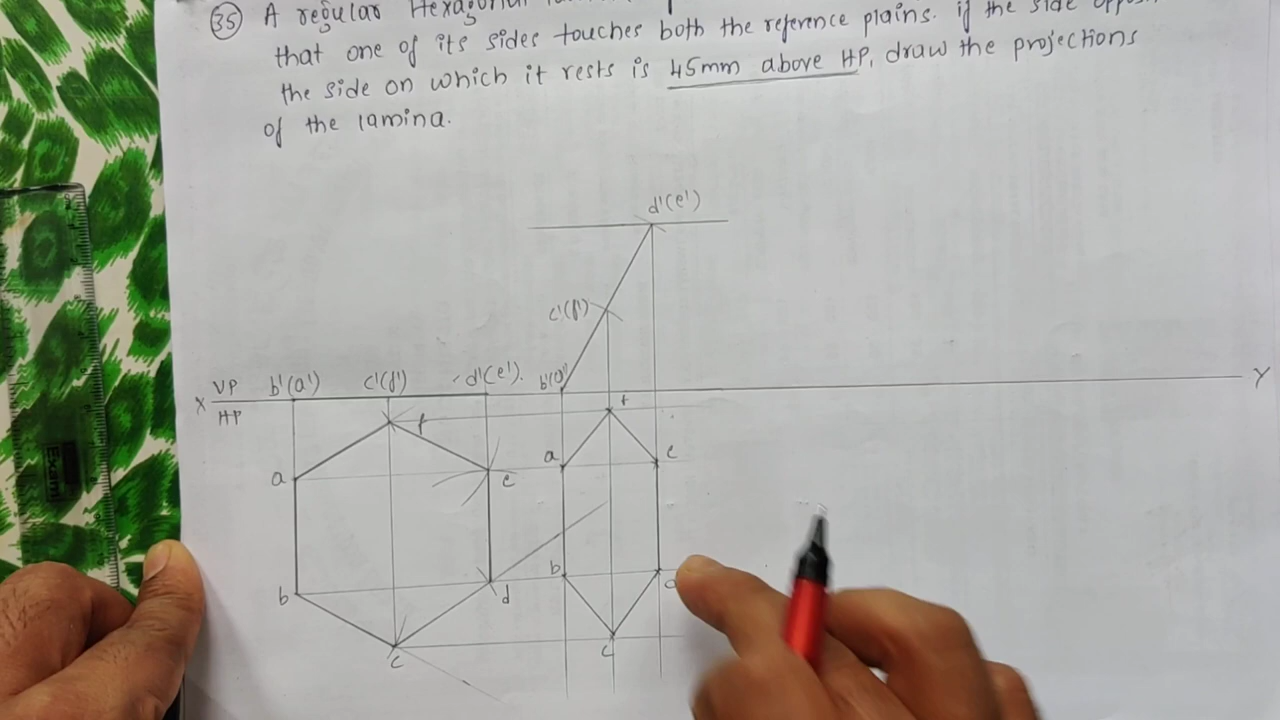 35 A regular Hexagonal
that one of its sides touches both the reference plains. if the side
the side on which it rests is 45mm above HP, draw the projections
of the lamina.
d'(e')
c'(f')
VP b'(a') c'(f') d'(e'). b'(a')
X Y
HP
f f
a e a e
b d b d
c c
Exam